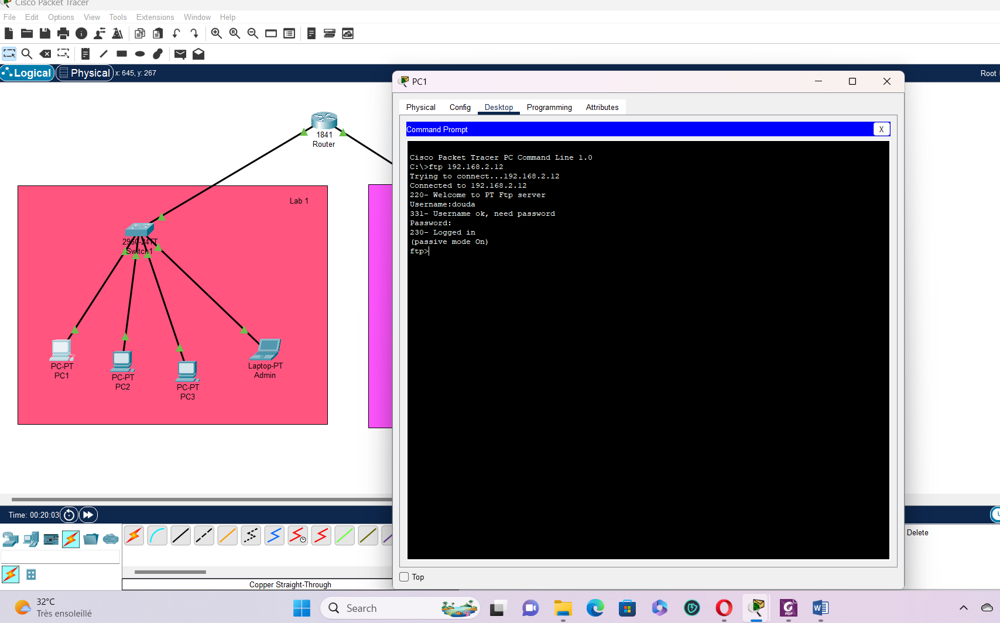 Cisco Packet Tracer
File Edit Options View Tools Extensions Window Help
Logical Physical x: 645, y: 267
Root
1841
Router
Lab 1
2960-24TT
Switch1
PC-PT
PC1
PC-PT
PC2
PC-PT
PC3
Laptop-PT
Admin
PC1
Physical Config Desktop Programming Attributes
Command Prompt X
Cisco Packet Tracer PC Command Line 1.0
C:\>ftp 192.168.2.12
Trying to connect...192.168.2.12
Connected to 192.168.2.12
220- Welcome to PT Ftp server
Username:douda
331- Username ok, need password
Password:
230- Logged in
(passive mode On)
ftp>
Top
Time: 00:20:03
Delete
Copper Straight-Through
32°C
Très ensoleillé
Search